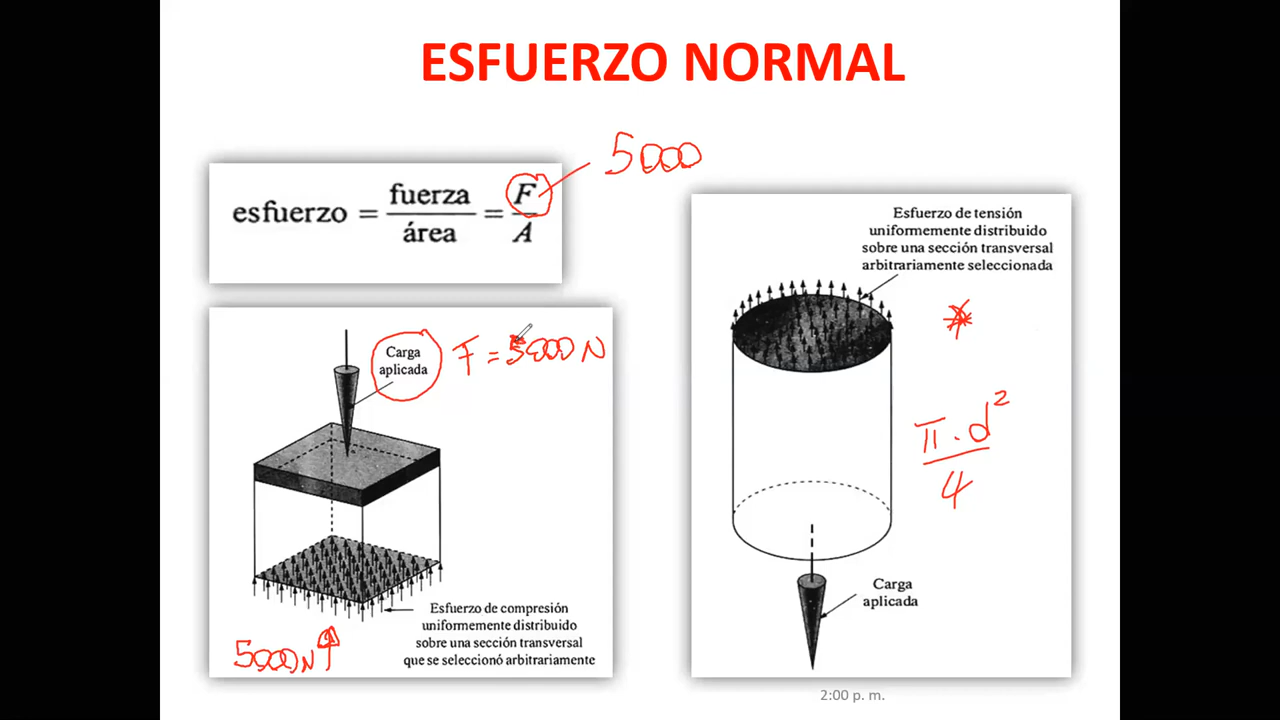 ESFUERZO NORMAL
5000
esfuerzo = fuerza / área = F / A
Carga
aplicada
F = 5000 N
Esfuerzo de compresión
uniformemente distribuido
sobre una sección transversal
que se seleccionó arbitrariamente
5000 N
Esfuerzo de tensión
uniformemente distribuido
sobre una sección transversal
arbitrariamente seleccionada
π . d²
4
Carga
aplicada
2:00 p. m.